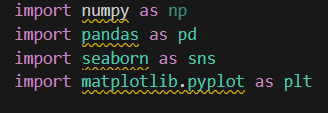 import numpy as np
import pandas as pd
import seaborn as sns
import matplotlib.pyplot as plt